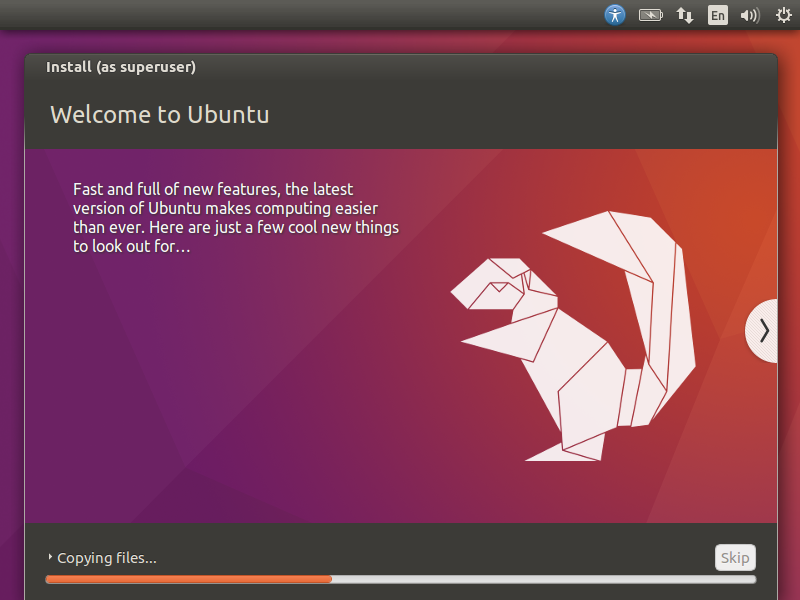 En
Install (as superuser)
Welcome to Ubuntu
Fast and full of new features, the latest
version of Ubuntu makes computing easier
than ever. Here are just a few cool new things
to look out for…
Copying files...
Skip